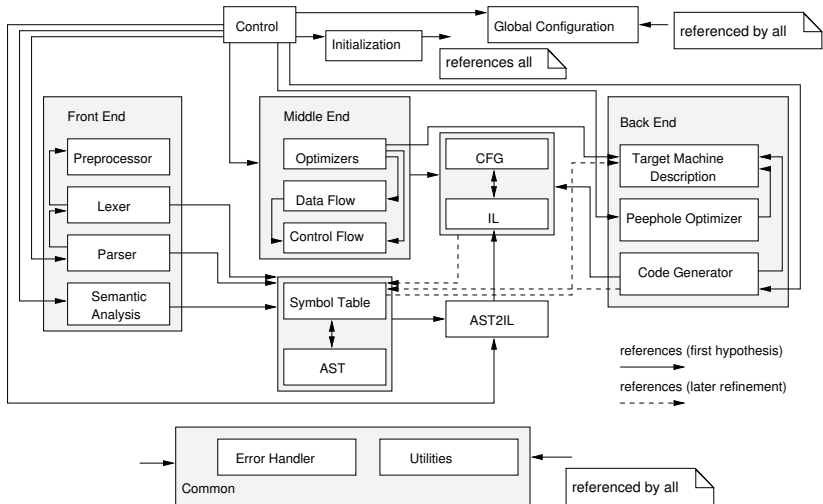 Control
Global Configuration
referenced by all
Initialization
references all
Front End
Middle End
Back End
Preprocessor
Optimizers
CFG
Target Machine
Description
Lexer
Data Flow
IL
Peephole Optimizer
Parser
Control Flow
Code Generator
Semantic
Analysis
Symbol Table
AST2IL
AST
references (first hypothesis)
references (later refinement)
Error Handler
Utilities
Common
referenced by all